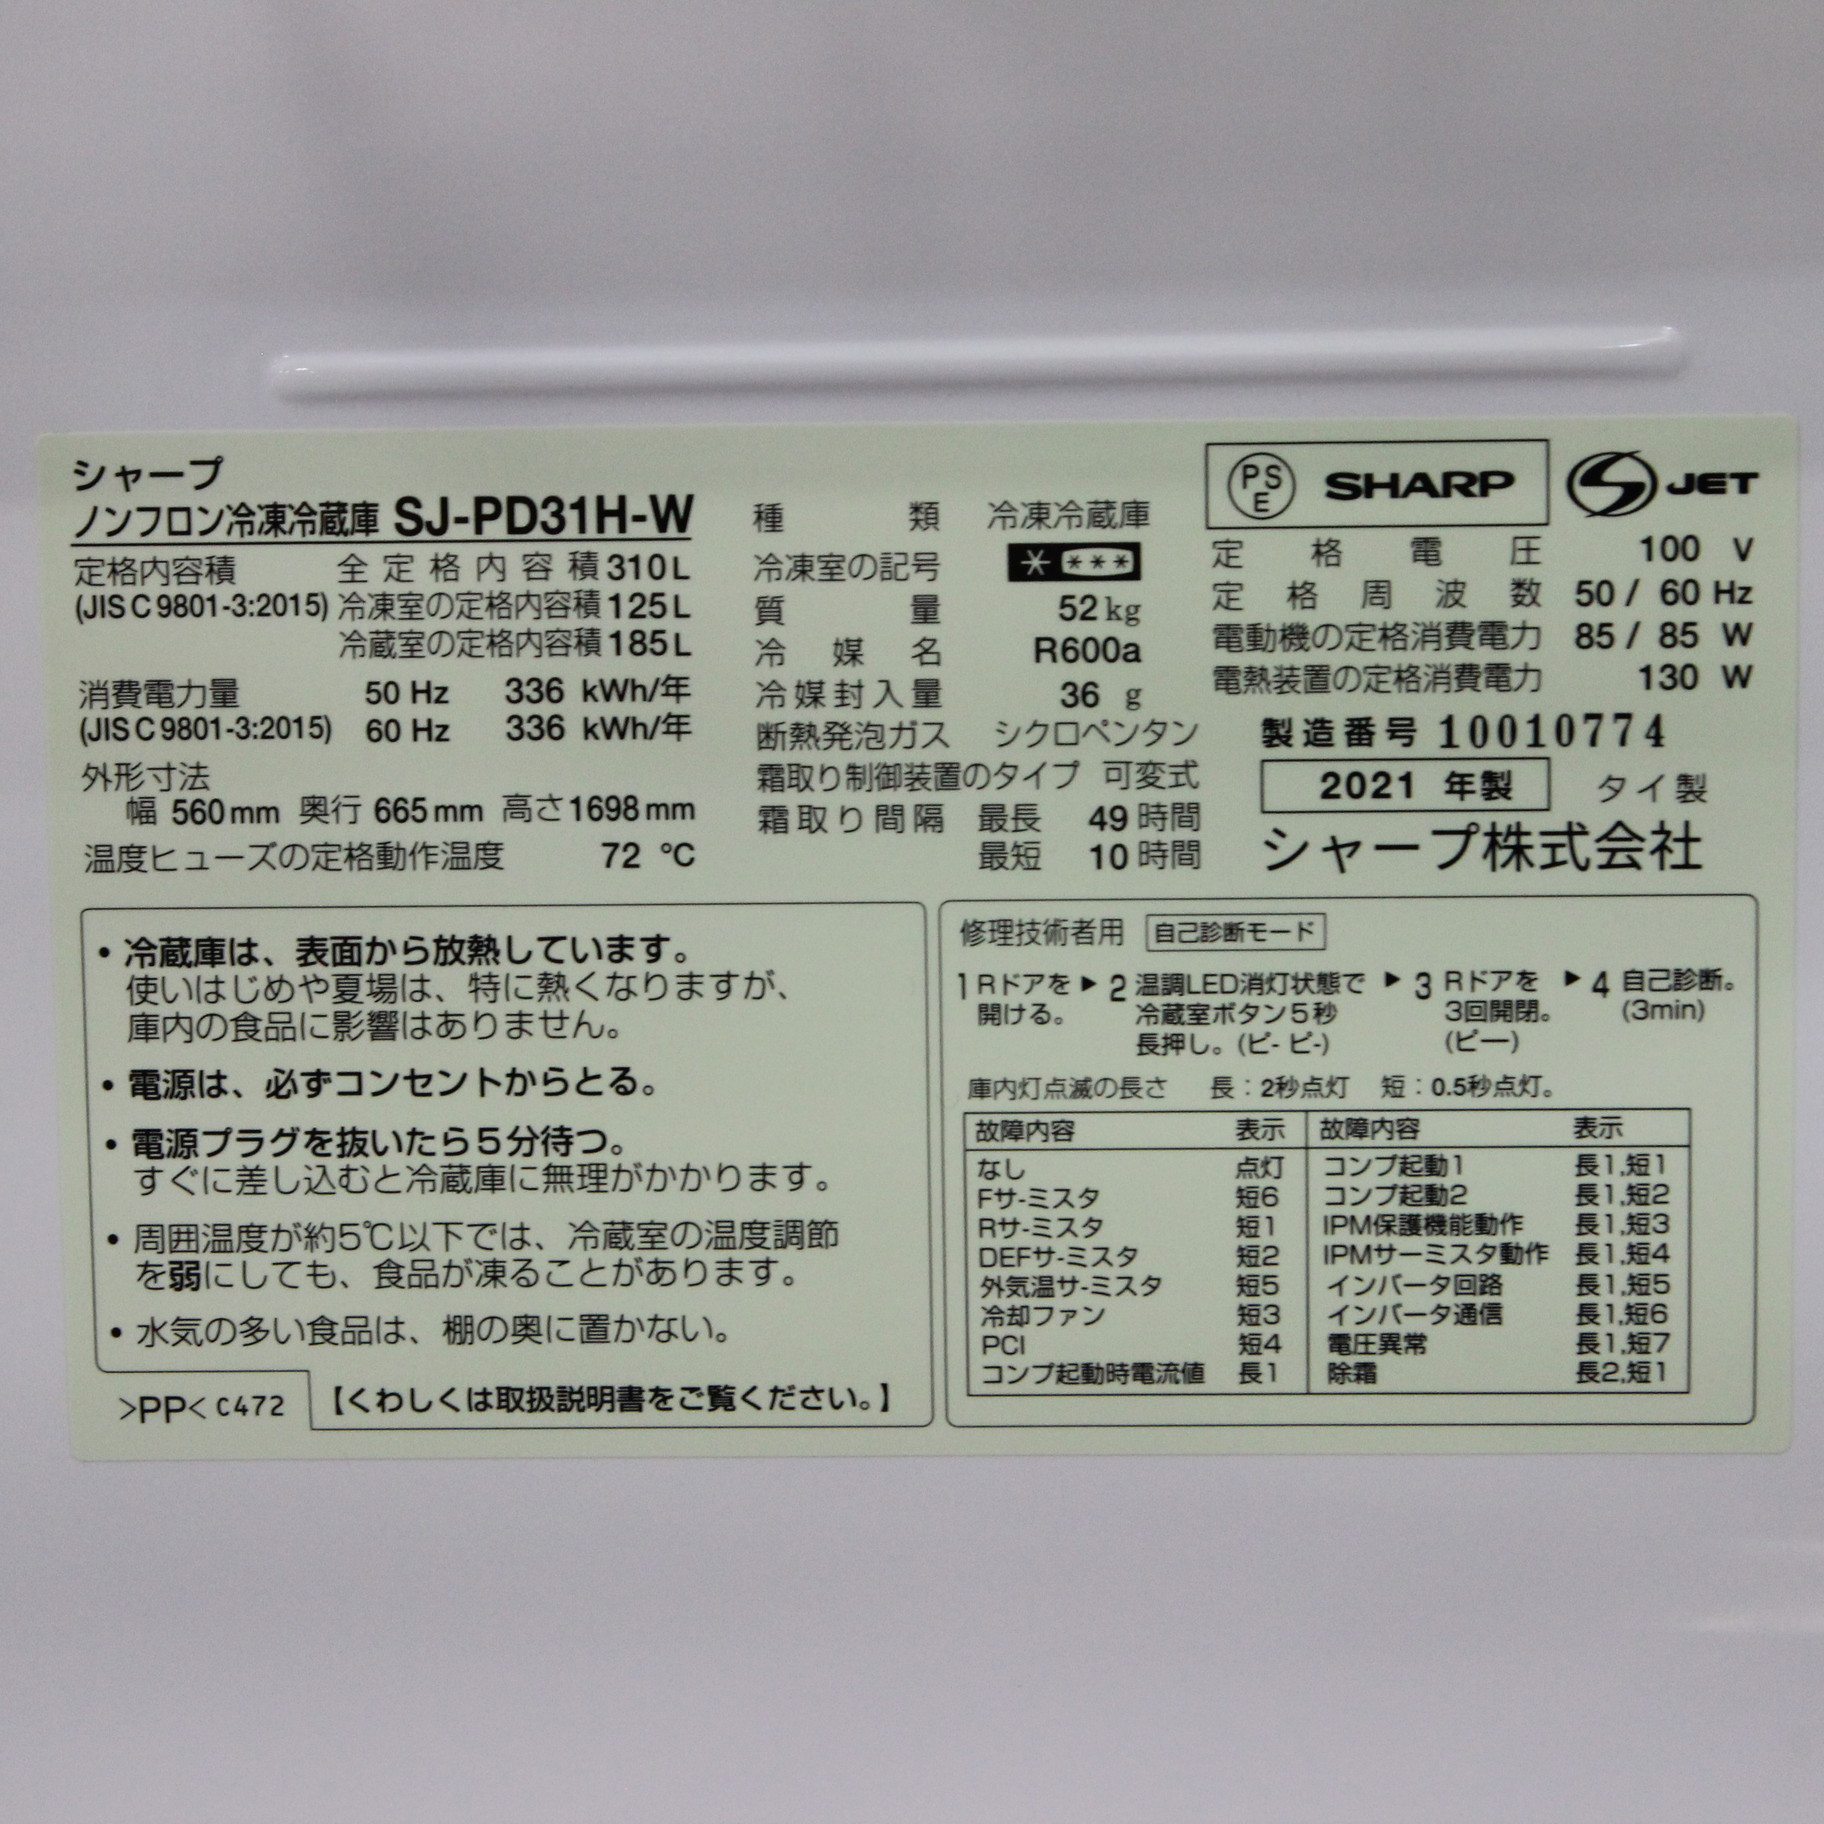 シャープ
ノンフロン冷凍冷蔵庫 SJ-PD31H-W
定格内容積 全定格内容積 310L
(JIS C 9801-3:2015) 冷凍室の定格内容積 125L
冷蔵室の定格内容積 185L
消費電力量 50 Hz 336 kWh/年
(JIS C 9801-3:2015) 60 Hz 336 kWh/年
外形寸法
幅 560mm 奥行 665mm 高さ1698mm
温度ヒューズの定格動作温度 72 ℃
種類 冷凍冷蔵庫
冷凍室の記号 * ***
質量 52kg
冷媒名 R600a
冷媒封入量 36 g
断熱発泡ガス シクロペンタン
霜取り制御装置のタイプ 可変式
霜取り間隔 最長 49時間
最短 10時間
PSE SHARP S JET
定格電圧 100 V
定格周波数 50 / 60 Hz
電動機の定格消費電力 85 / 85 W
電熱装置の定格消費電力 130 W
製造番号 10010774
2021 年製 タイ製
シャープ株式会社
・冷蔵庫は、表面から放熱しています。
使いはじめや夏場は、特に熱くなりますが、
庫内の食品に影響はありません。
・電源は、必ずコンセントからとる。
・電源プラグを抜いたら5分待つ。
すぐに差し込むと冷蔵庫に無理がかかります。
・周囲温度が約5℃以下では、冷蔵室の温度調節
を弱にしても、食品が凍ることがあります。
・水気の多い食品は、棚の奥に置かない。
>PP< C472 【くわしくは取扱説明書をご覧ください。】
修理技術者用 自己診断モード
1 Rドアを ▶ 2 温調LED消灯状態で ▶ 3 Rドアを ▶ 4 自己診断。
開ける。 冷蔵室ボタン5秒 3回開閉。 (3min)
長押し。(ピ- ピ-) (ピー)
庫内灯点滅の長さ 長：2秒点灯 短：0.5秒点灯。
故障内容 表示 故障内容 表示
なし 点灯 コンプ起動1 長1,短1
Fサ-ミスタ 短6 コンプ起動2 長1,短2
Rサ-ミスタ 短1 IPM保護機能動作 長1,短3
DEFサ-ミスタ 短2 IPMサーミスタ動作 長1,短4
外気温サ-ミスタ 短5 インバータ回路 長1,短5
冷却ファン 短3 インバータ通信 長1,短6
PCI 短4 電圧異常 長1,短7
コンプ起動時電流値 長1 除霜 長2,短1